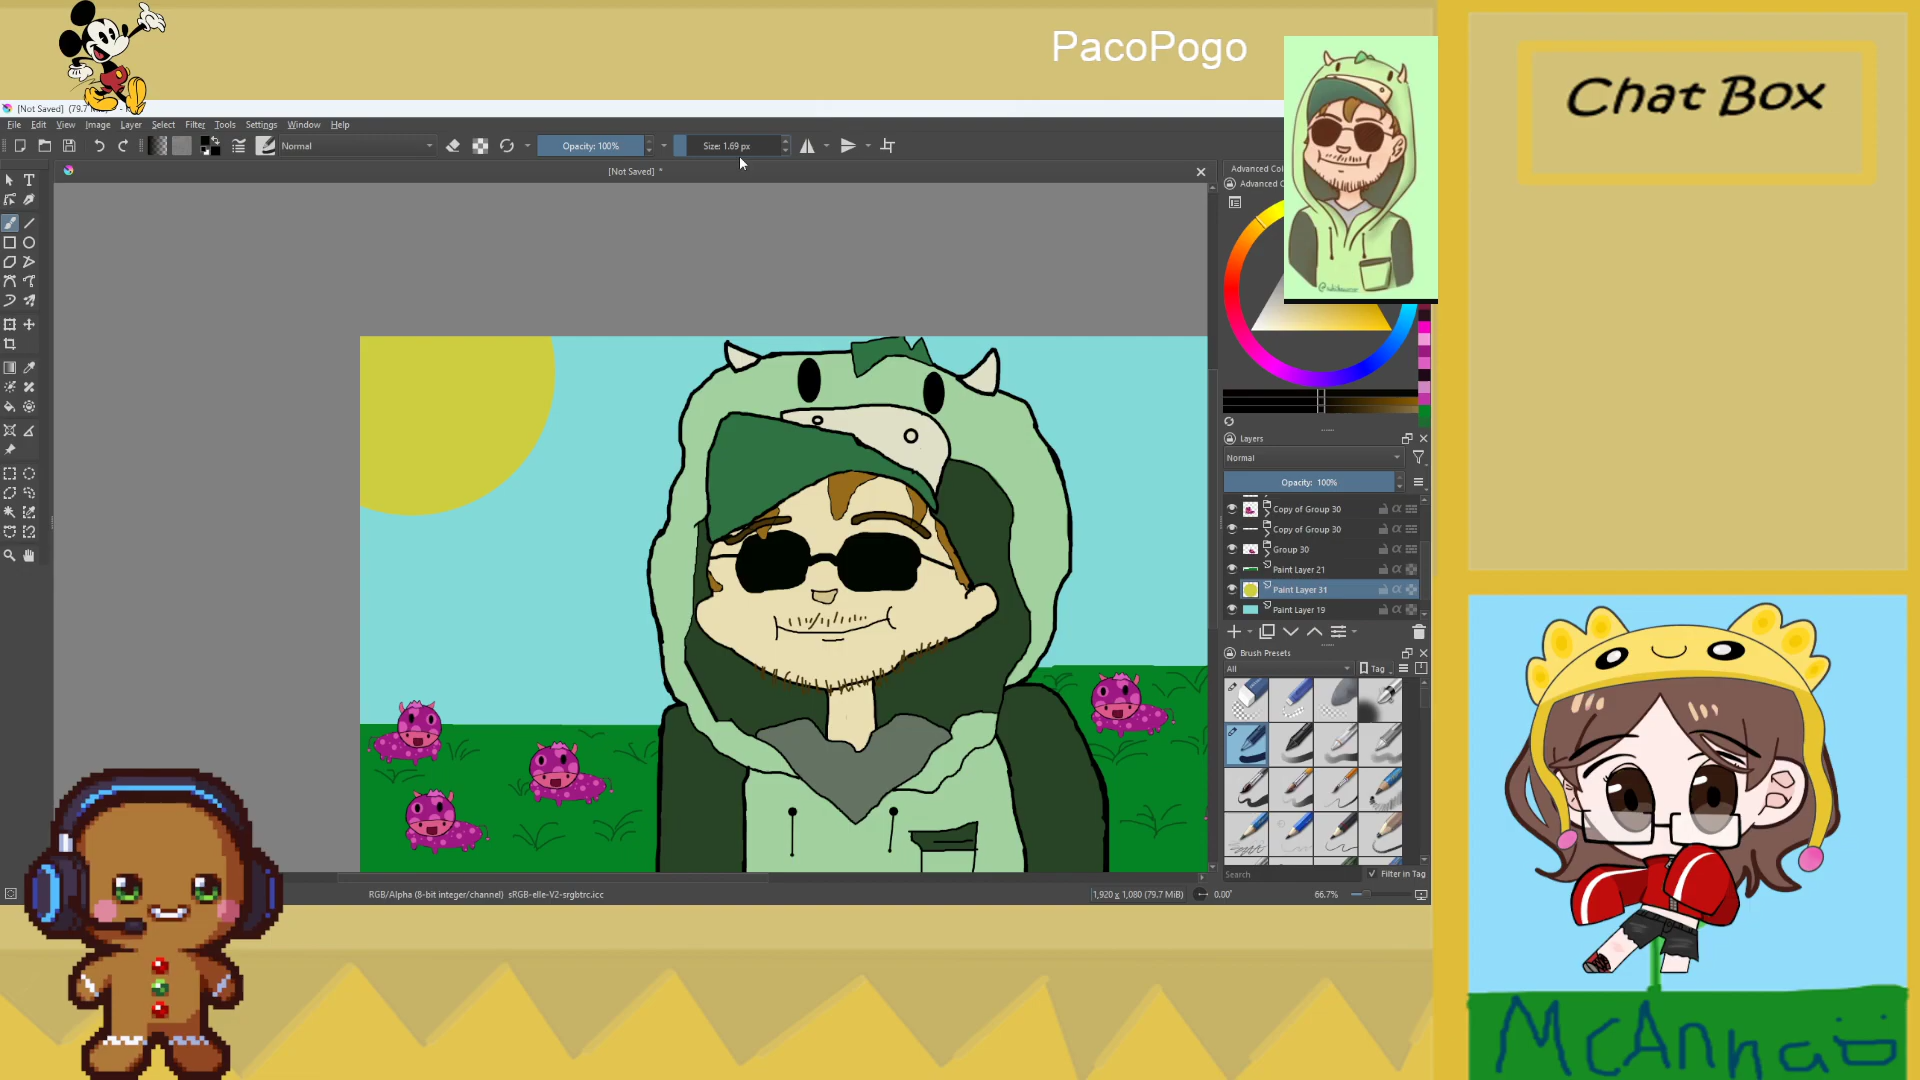 PacoPogo
Chat Box
[Not Saved] (79.7 M
File Edit View Image Layer Select Filter Tools Settings Window Help
Normal
Opacity: 100%
Size: 1.69 px
[Not Saved] *
Advanced Col
Advanced C
Layers
Normal
Opacity: 100%
Copy of Group 30
Copy of Group 30
Group 30
Paint Layer 21
Paint Layer 31
Paint Layer 19
Brush Presets
All
Tag
Search
Filter in Tag
RGB/Alpha (8-bit integer/channel) sRGB-elle-V2-srgbtrc.icc
1,920 x 1,080 (79.7 MiB)
0.00°
66.7%
McAnna